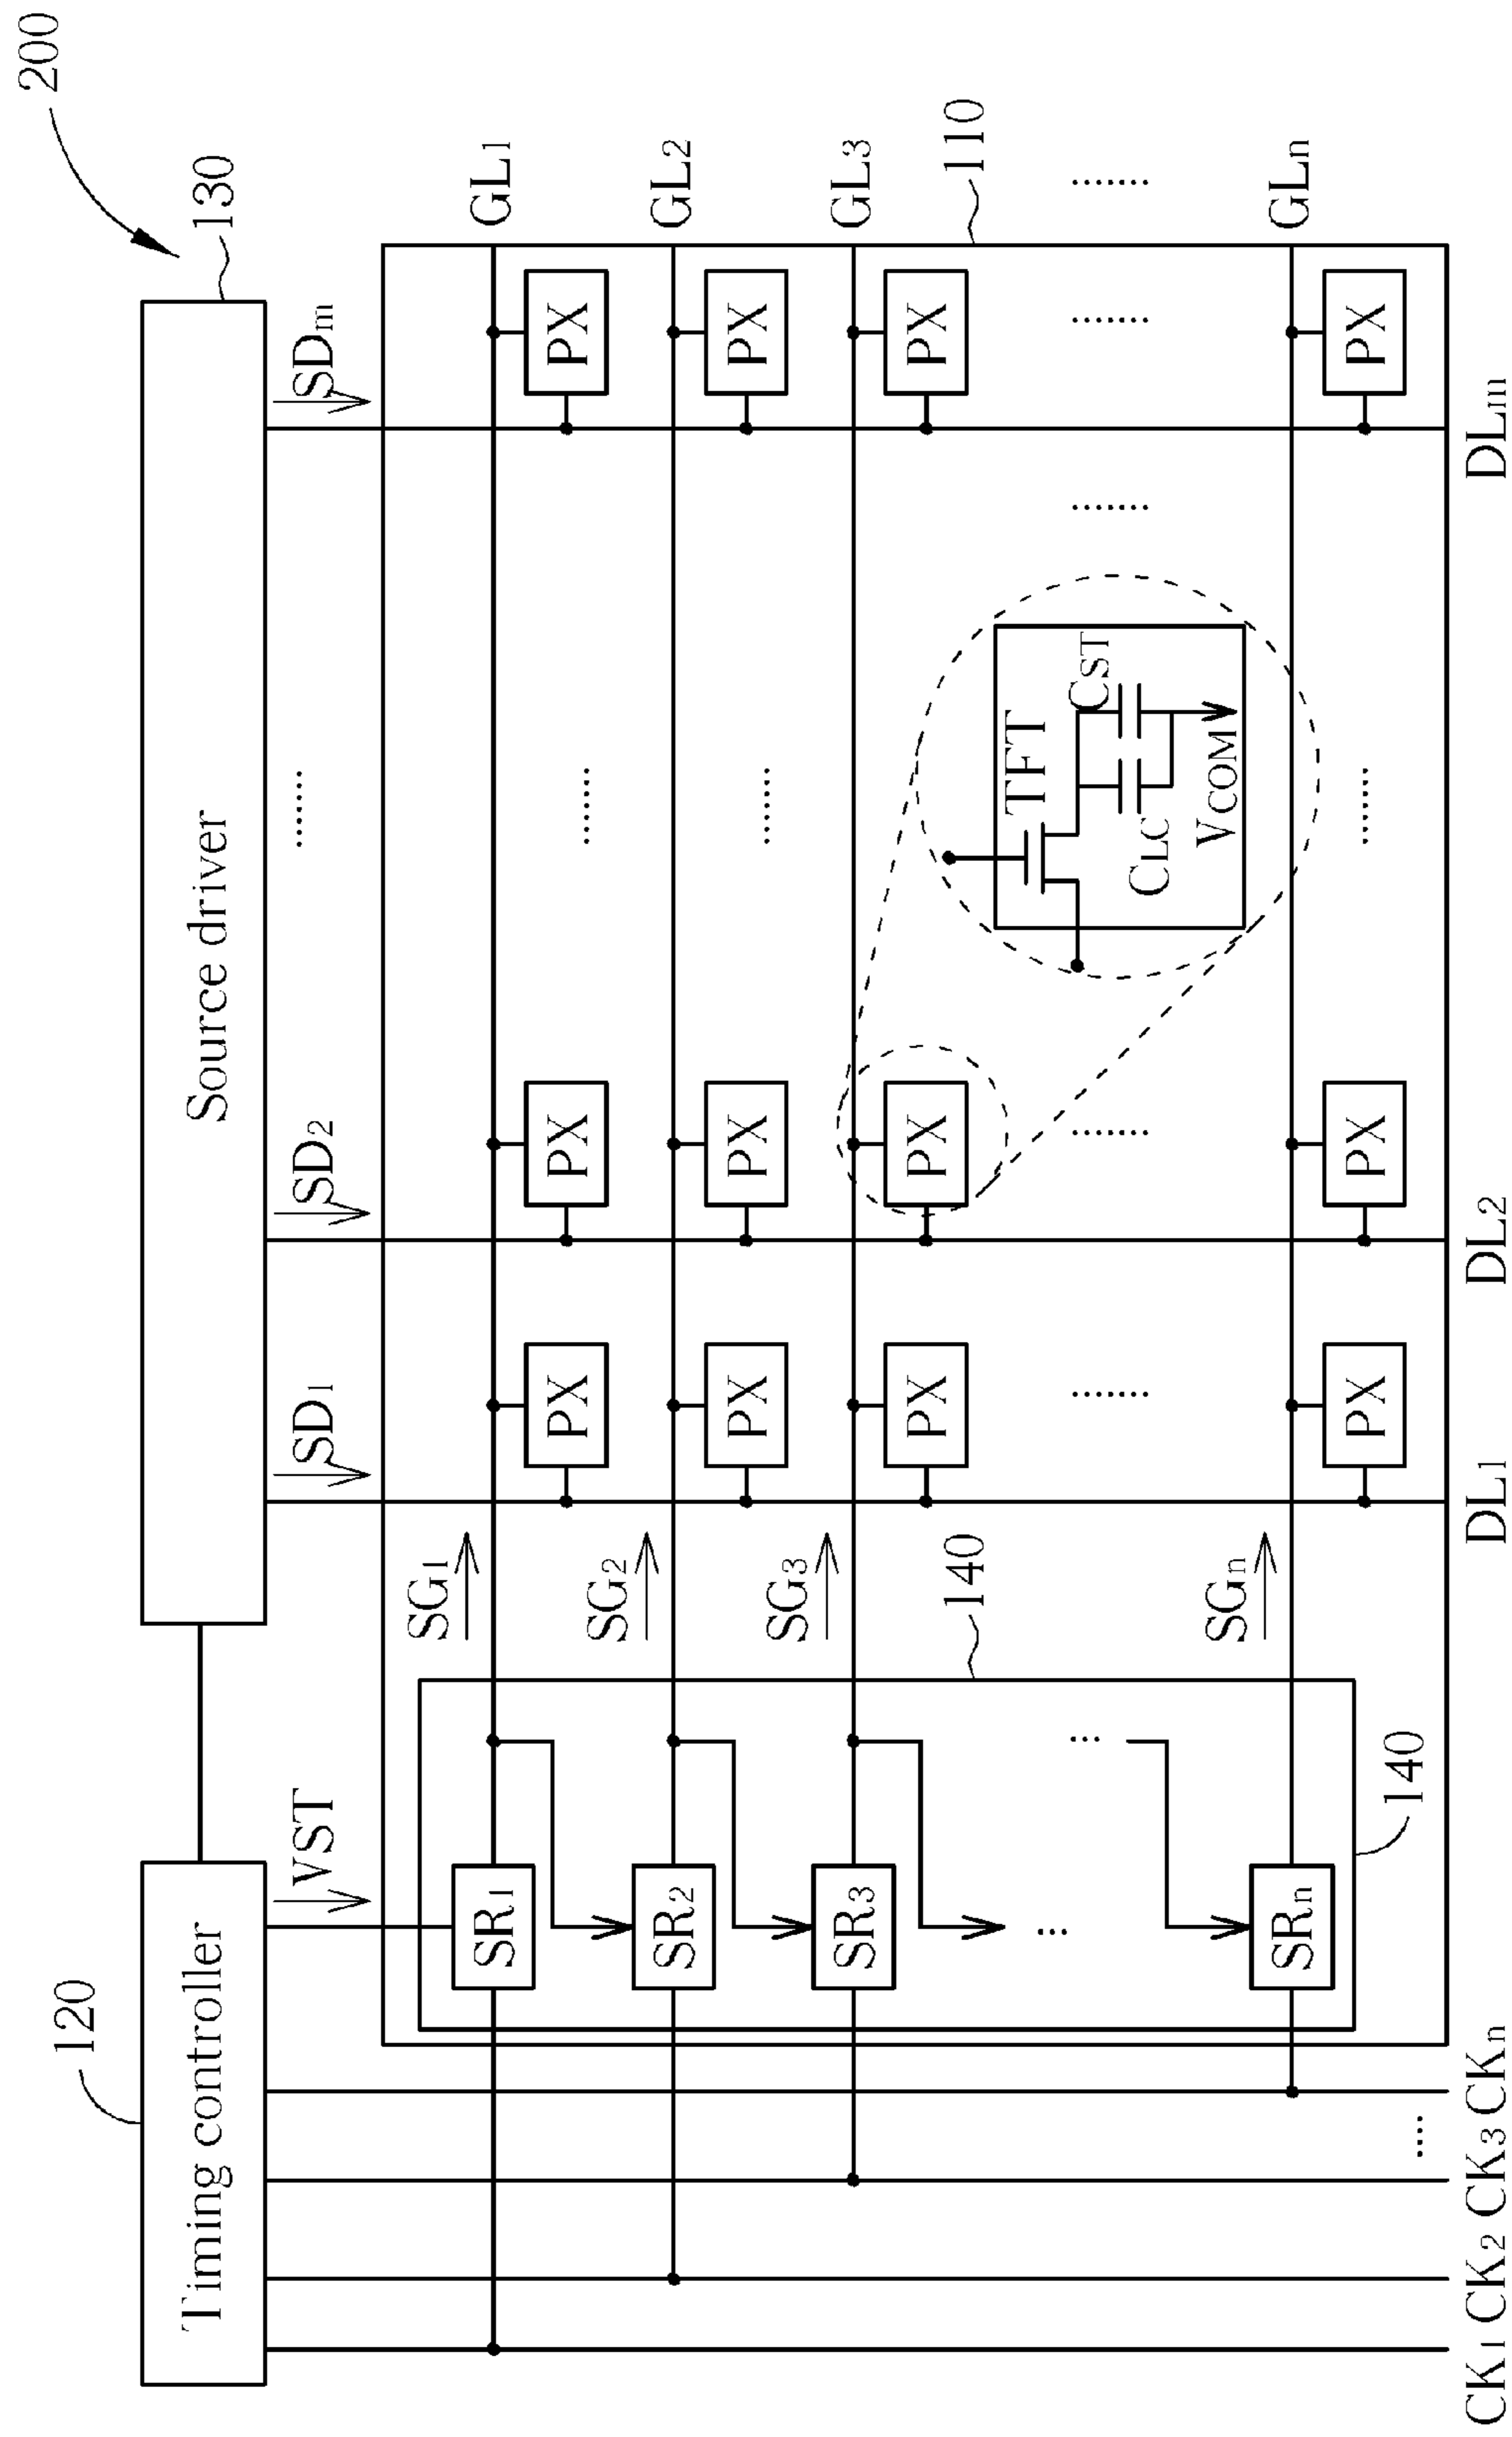 200
120
130
Timing controller
Source driver
VST
SD1
SD2
......
SDm
SG1
GL1
SR1
PX
PX
......
PX
SG2
GL2
SR2
PX
PX
......
PX
SG3
GL3
SR3
PX
PX
PX
140
110
TFT
CLC
CST
VCOM
...
...
......
......
......
......
......
SGn
GLn
SRn
PX
PX
......
PX
140
....
CK1 CK2 CK3 CKn
DL1
DL2
DLm